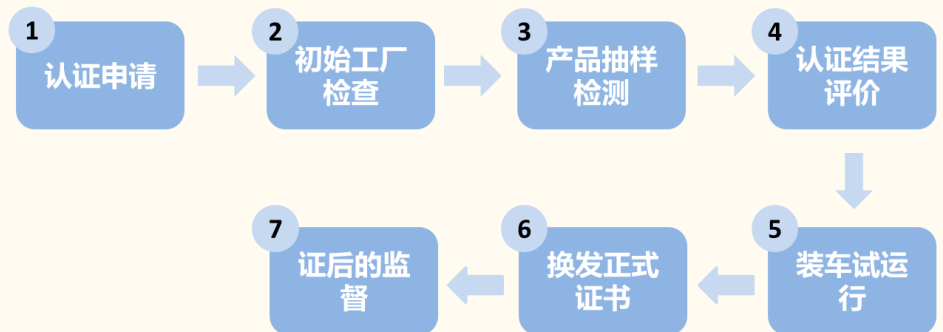 1
认证申请
2
初始工厂
检查
3
产品抽样
检测
4
认证结果
评价
5
装车试运
行
6
换发正式
证书
7
证后的监
督